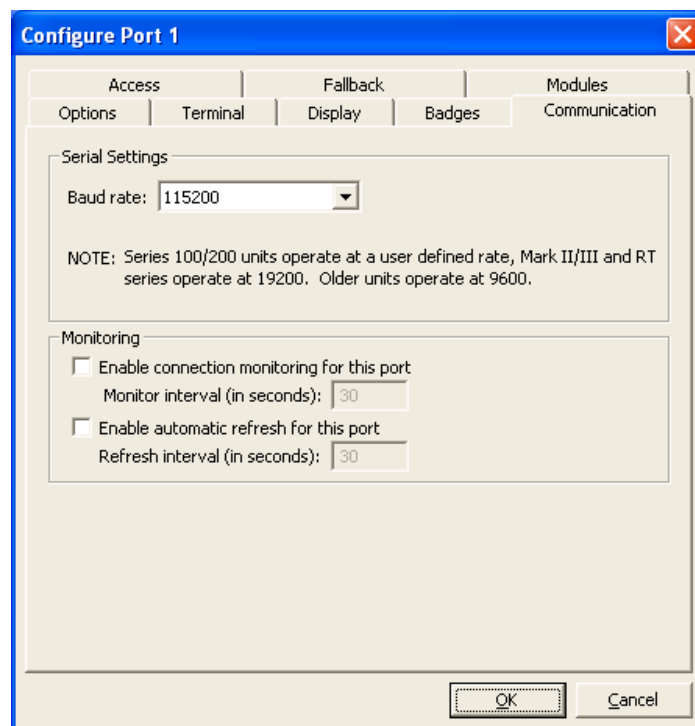 Configure Port 1
Access Fallback Modules
Options Terminal Display Badges Communication
Serial Settings
Baud rate: 115200
NOTE: Series 100/200 units operate at a user defined rate, Mark II/III and RT
series operate at 19200. Older units operate at 9600.
Monitoring
Enable connection monitoring for this port
Monitor interval (in seconds): 30
Enable automatic refresh for this port
Refresh interval (in seconds): 30
OK Cancel